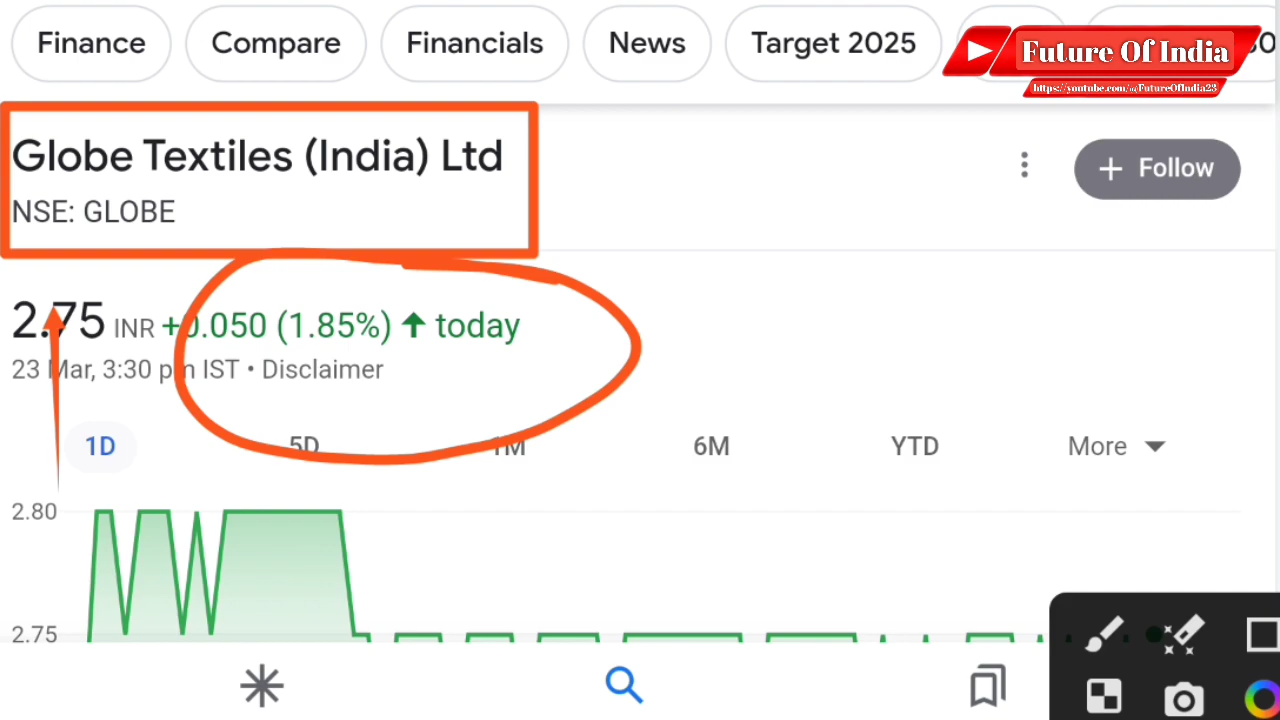 Finance Compare Financials News Target 2025
Future Of India
https://youtube.com/@FutureOfIndia23
Globe Textiles (India) Ltd
NSE: GLOBE
+ Follow
2.75 INR +0.050 (1.85%) ↑ today
23 Mar, 3:30 pm IST • Disclaimer
1D 5D 1M 6M YTD More
2.80
2.75